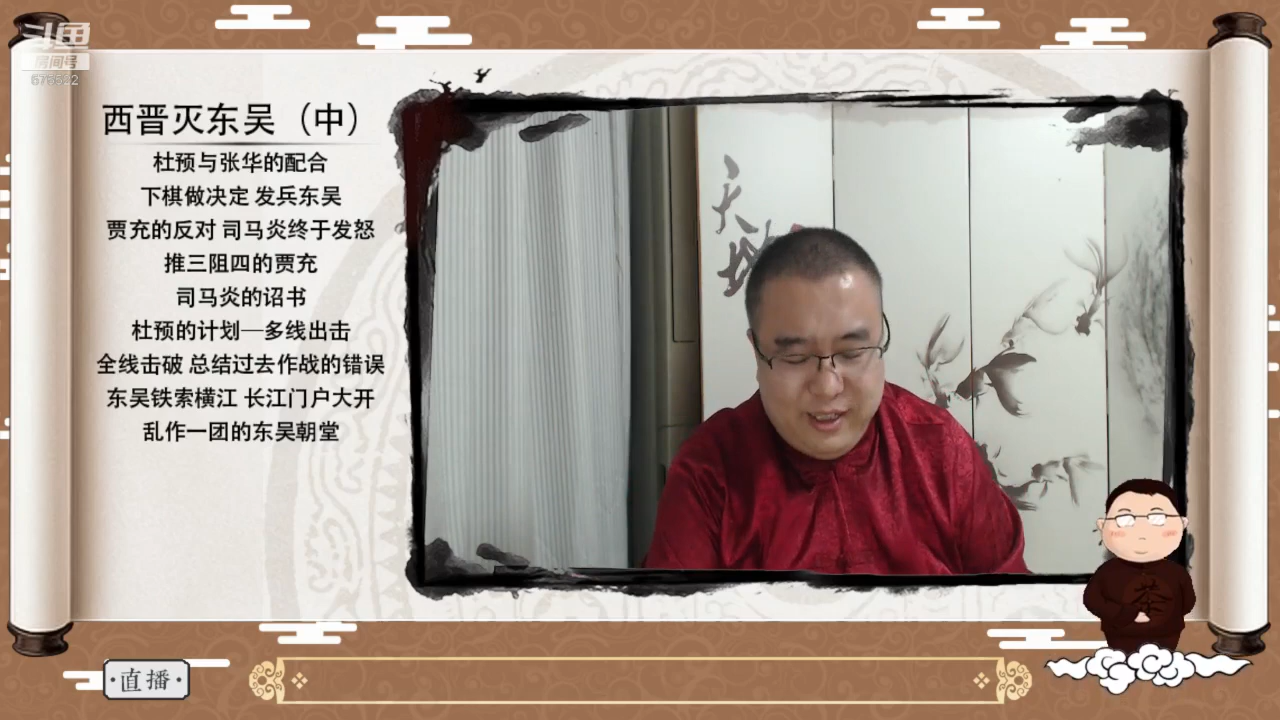 斗鱼
房间号
西晋灭东吴（中）
杜预与张华的配合
下棋做决定 发兵东吴
贾充的反对 司马炎终于发怒
推三阻四的贾充
司马炎的诏书
杜预的计划—多线出击
全线击破 总结过去作战的错误
东吴铁索横江 长江门户大开
乱作一团的东吴朝堂
·直播·